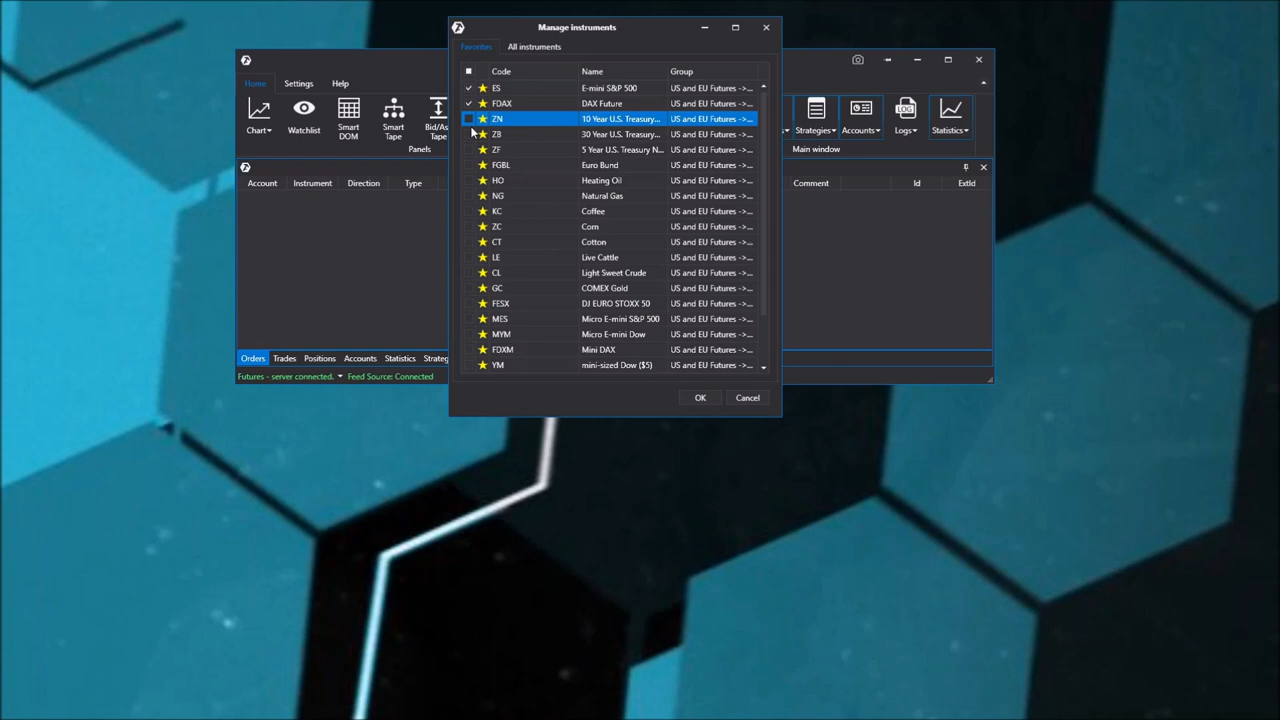 Manage instruments
Favorites All instruments
Home Settings Help
Code Name Group
ES E-mini S&P 500 US and EU Futures ->...
FDAX DAX Future US and EU Futures ->...
ZN 10 Year U.S. Treasury... US and EU Futures ->...
ZB 30 Year U.S. Treasury... US and EU Futures ->...
ZF 5 Year U.S. Treasury N... US and EU Futures ->...
FGBL Euro Bund US and EU Futures ->...
HO Heating Oil US and EU Futures ->...
NG Natural Gas US and EU Futures ->...
KC Coffee US and EU Futures ->...
ZC Corn US and EU Futures ->...
CT Cotton US and EU Futures ->...
LE Live Cattle US and EU Futures ->...
CL Light Sweet Crude US and EU Futures ->...
GC COMEX Gold US and EU Futures ->...
FESX DJ EURO STOXX 50 US and EU Futures ->...
MES Micro E-mini S&P 500 US and EU Futures ->...
MYM Micro E-mini Dow US and EU Futures ->...
FDXM Mini DAX US and EU Futures ->...
YM mini-sized Dow ($5) US and EU Futures ->...
OK Cancel
Chart Watchlist Smart DOM Smart Tape Bid/As Tape
Panels
LOG
Strategies Accounts Logs Statistics
Main window
Account Instrument Direction Type Comment Id ExtId
Orders Trades Positions Accounts Statistics Strateg
Futures - server connected. Feed Source: Connected